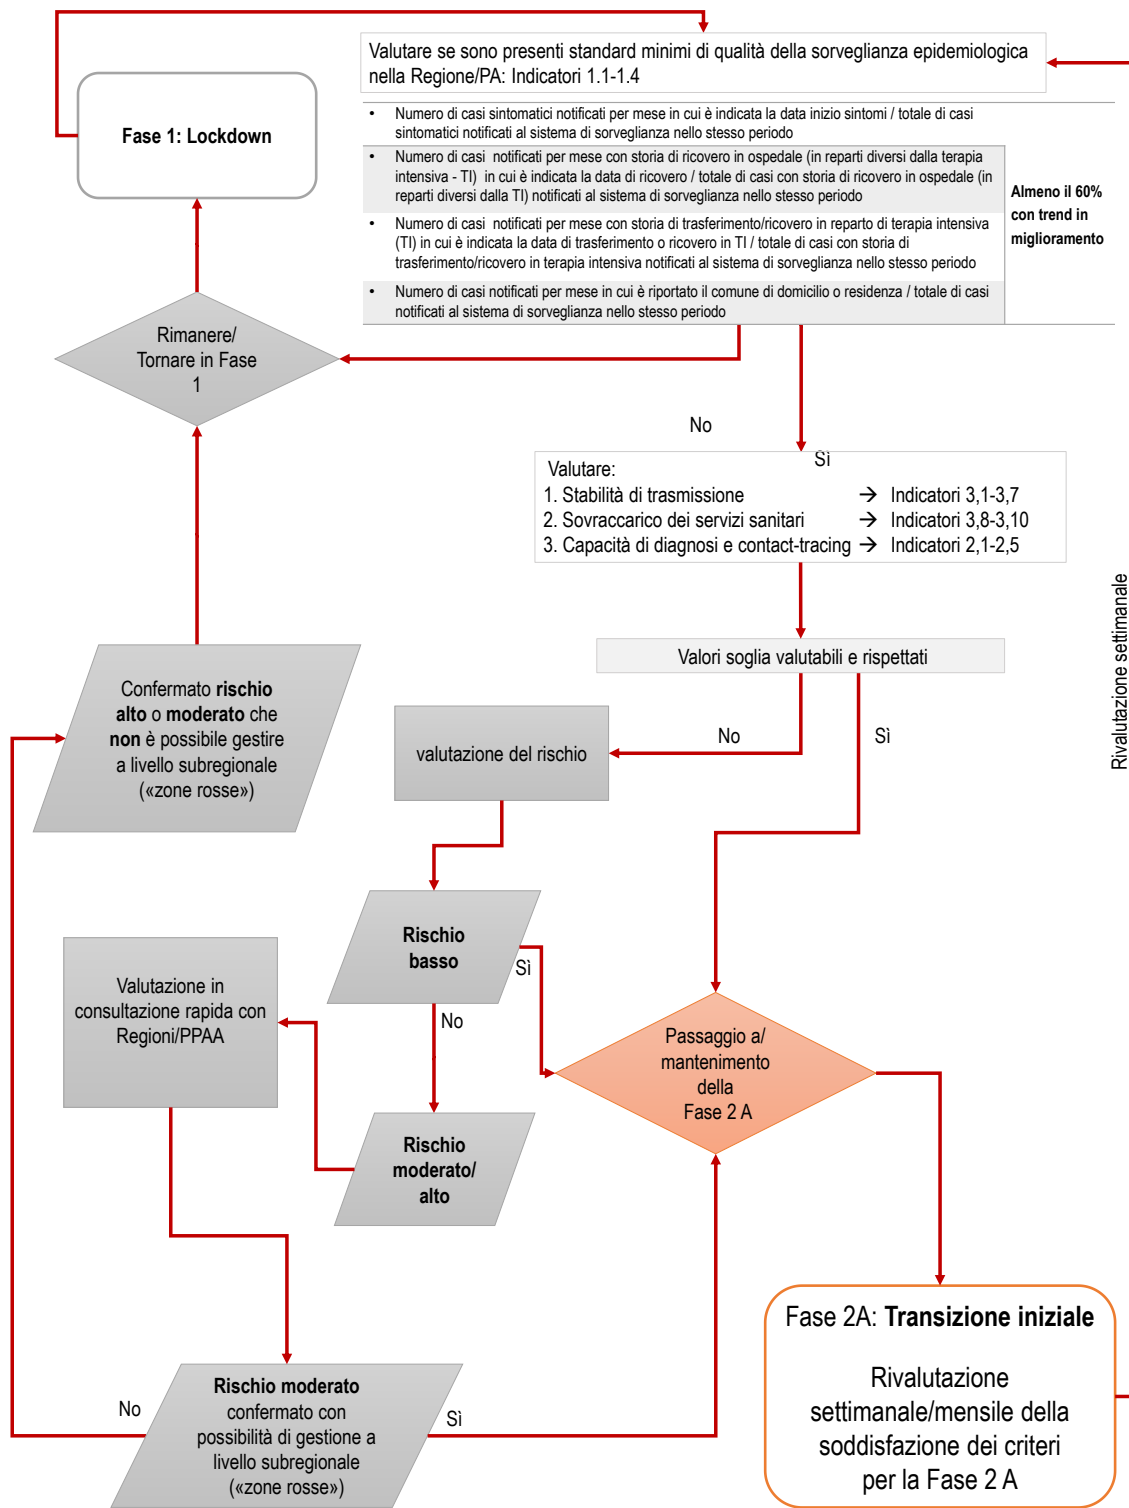 Valutare se sono presenti standard minimi di qualità della sorveglianza epidemiologica
nella Regione/PA: Indicatori 1.1-1.4
Fase 1: Lockdown
• Numero di casi sintomatici notificati per mese in cui è indicata la data inizio sintomi / totale di casi
sintomatici notificati al sistema di sorveglianza nello stesso periodo
• Numero di casi notificati per mese con storia di ricovero in ospedale (in reparti diversi dalla terapia
intensiva - TI) in cui è indicata la data di ricovero / totale di casi con storia di ricovero in ospedale (in
reparti diversi dalla TI) notificati al sistema di sorveglianza nello stesso periodo
• Numero di casi notificati per mese con storia di trasferimento/ricovero in reparto di terapia intensiva
(TI) in cui è indicata la data di trasferimento o ricovero in TI / totale di casi con storia di
trasferimento/ricovero in terapia intensiva notificati al sistema di sorveglianza nello stesso periodo
• Numero di casi notificati per mese in cui è riportato il comune di domicilio o residenza / totale di casi
notificati al sistema di sorveglianza nello stesso periodo
Almeno il 60%
con trend in
miglioramento
Rimanere/
Tornare in Fase
1
No
Sì
Valutare:
1. Stabilità di trasmissione → Indicatori 3,1-3,7
2. Sovraccarico dei servizi sanitari → Indicatori 3,8-3,10
3. Capacità di diagnosi e contact-tracing → Indicatori 2,1-2,5
Rivalutazione settimanale
Valori soglia valutabili e rispettati
Confermato rischio
alto o moderato che
non è possibile gestire
a livello subregionale
(«zone rosse»)
valutazione del rischio
No
Sì
Rischio
basso
Sì
No
Valutazione in
consultazione rapida con
Regioni/PPAA
Passaggio a/
mantenimento
della
Fase 2 A
Rischio
moderato/
alto
Fase 2A: Transizione iniziale
Rivalutazione
settimanale/mensile della
soddisfazione dei criteri
per la Fase 2 A
Rischio moderato
confermato con
possibilità di gestione a
livello subregionale
(«zone rosse»)
No
Sì